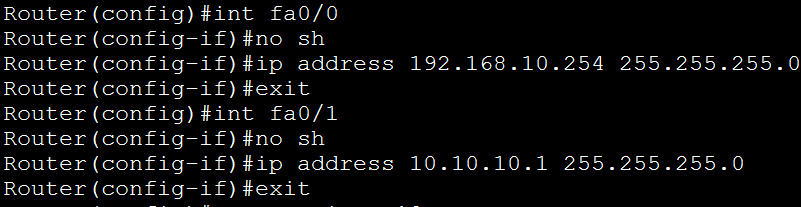 Router(config)#int fa0/0
Router(config-if)#no sh
Router(config-if)#ip address 192.168.10.254 255.255.255.0
Router(config-if)#exit
Router(config)#int fa0/1
Router(config-if)#no sh
Router(config-if)#ip address 10.10.10.1 255.255.255.0
Router(config-if)#exit